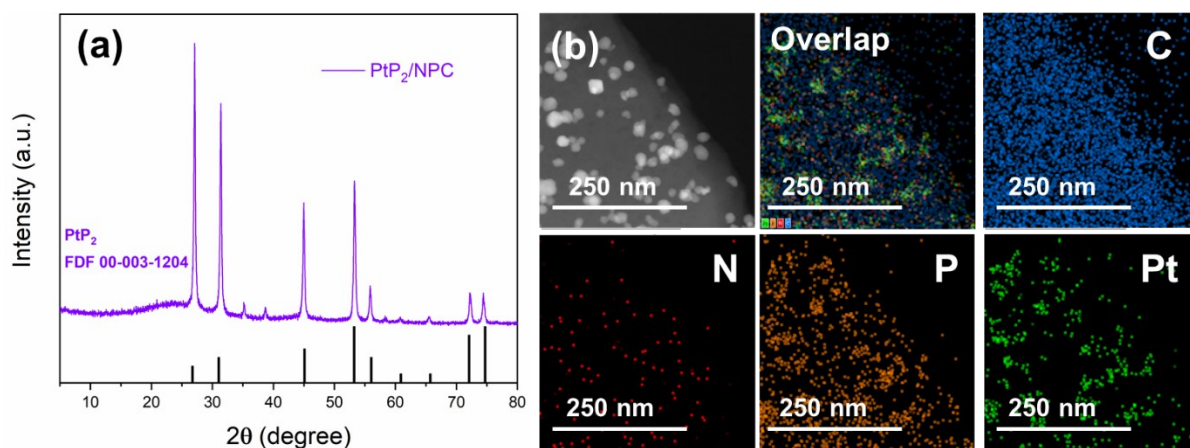 (a)
PtP₂/NPC
PtP₂
FDF 00-003-1204
Intensity (a.u.)
10 20 30 40 50 60 70 80
2θ (degree)
(b)
250 nm
Overlap
250 nm
C
250 nm
N
250 nm
P
250 nm
Pt
250 nm